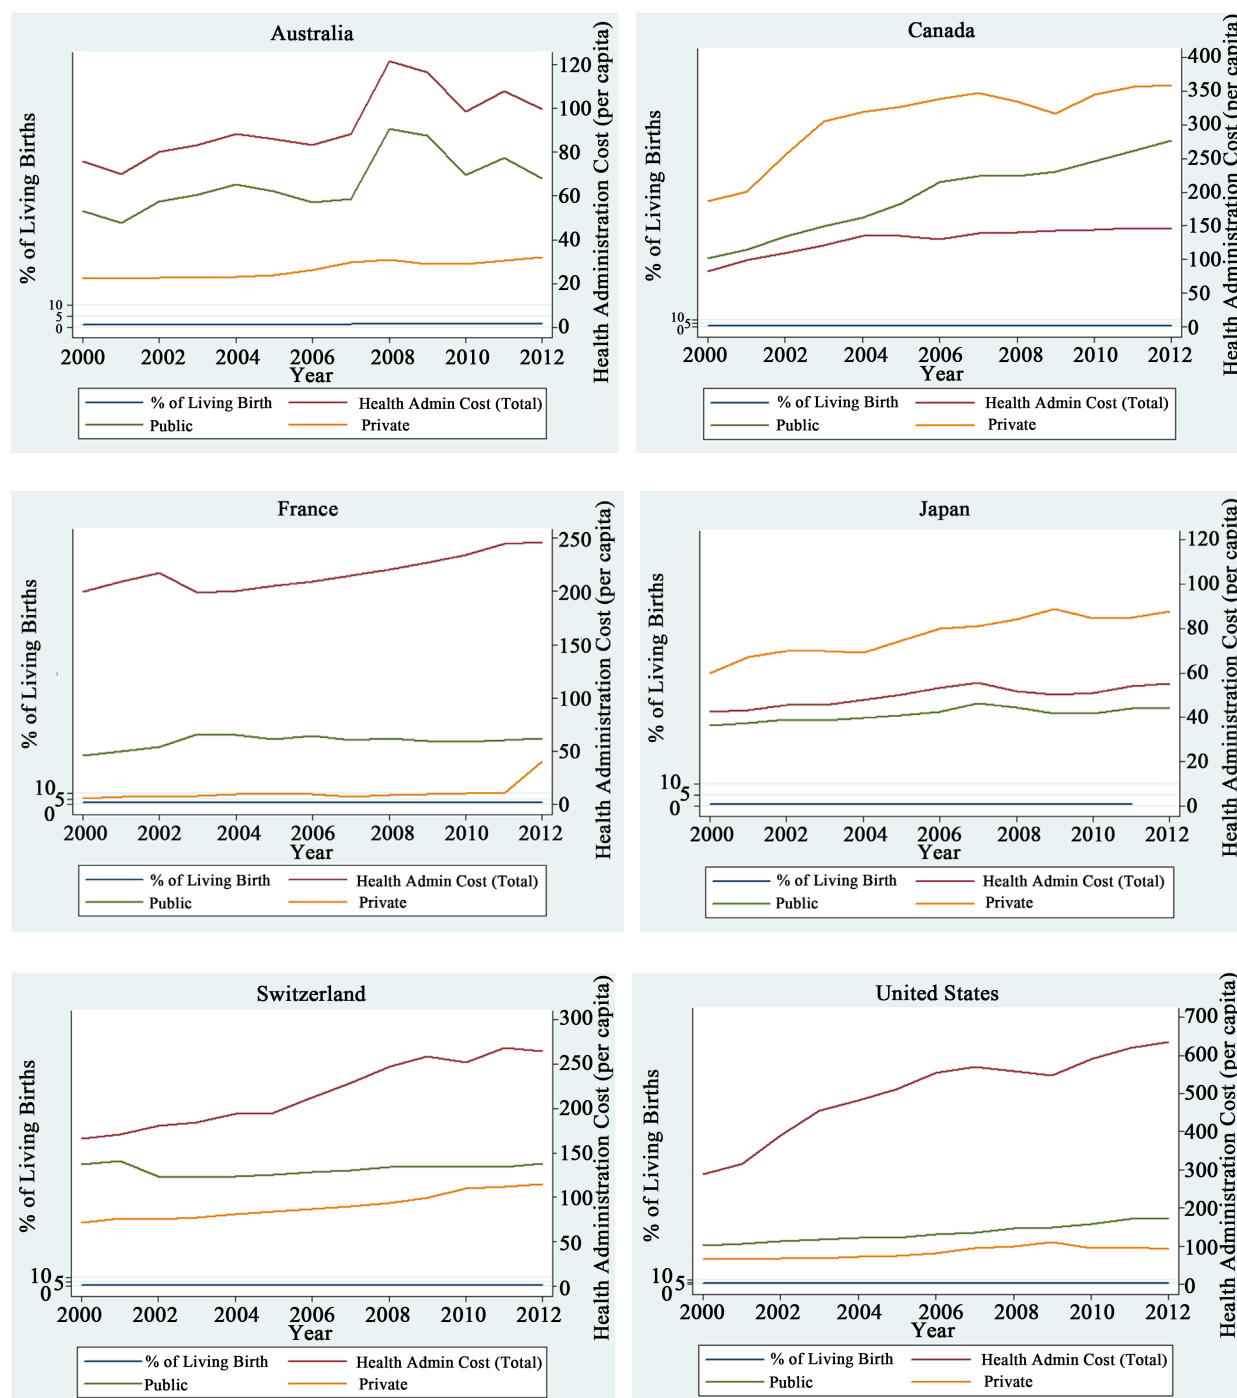 Australia
% of Living Births
10
5
0
120
100
80
60
40
20
0
Health Administration Cost (per capita)
2000 2002 2004 2006 2008 2010 2012
Year
% of Living Birth Health Admin Cost (Total)
Public Private
Canada
% of Living Births
10
5
0
400
350
300
250
200
150
100
50
0
Health Administration Cost (per capita)
2000 2002 2004 2006 2008 2010 2012
Year
% of Living Birth Health Admin Cost (Total)
Public Private
France
% of Living Births
10
5
0
250
200
150
100
50
0
Health Administration Cost (per capita)
2000 2002 2004 2006 2008 2010 2012
Year
% of Living Birth Health Admin Cost (Total)
Public Private
Japan
% of Living Births
10
5
0
120
100
80
60
40
20
0
Health Administration Cost (per capita)
2000 2002 2004 2006 2008 2010 2012
Year
% of Living Birth Health Admin Cost (Total)
Public Private
Switzerland
% of Living Births
10
5
0
300
250
200
150
100
50
0
Health Administration Cost (per capita)
2000 2002 2004 2006 2008 2010 2012
Year
% of Living Birth Health Admin Cost (Total)
Public Private
United States
% of Living Births
10
5
0
700
600
500
400
300
200
100
0
Health Administration Cost (per capita)
2000 2002 2004 2006 2008 2010 2012
Year
% of Living Birth Health Admin Cost (Total)
Public Private